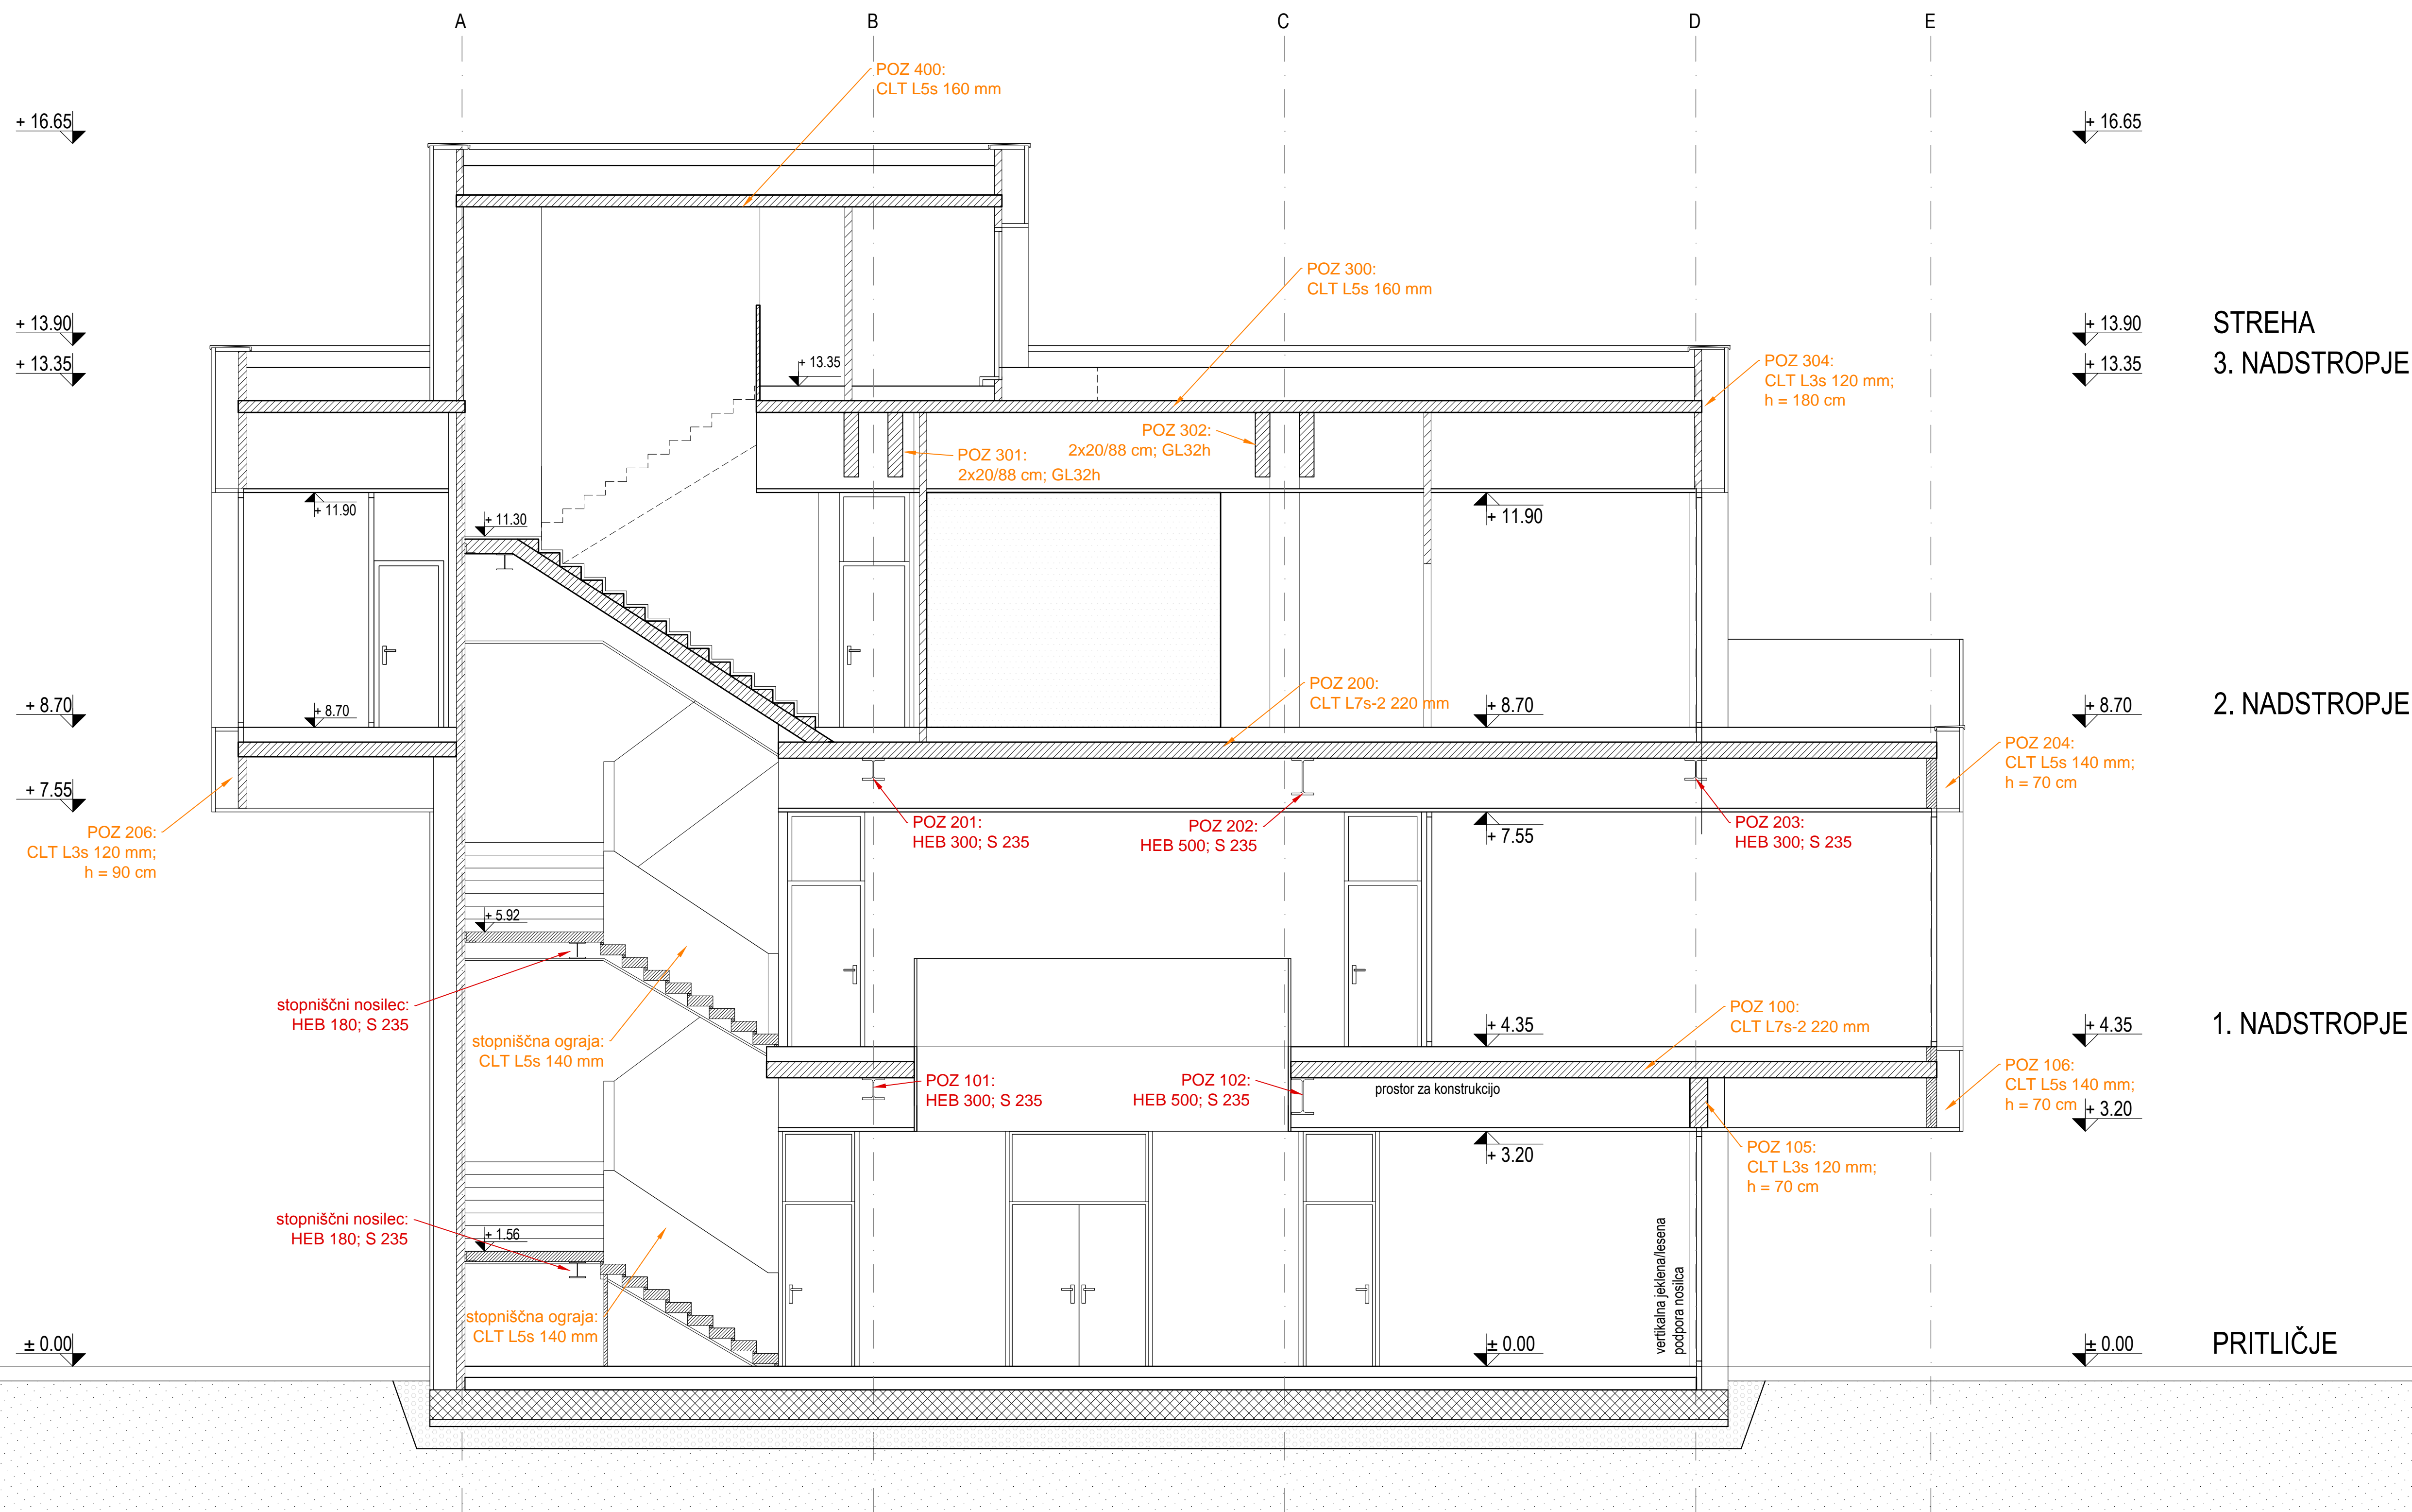 A
B
C
D
E
POZ 400:
CLT L5s 160 mm
+ 16.65
+ 16.65
POZ 300:
CLT L5s 160 mm
+ 13.90
+ 13.90
STREHA
+ 13.35
+ 13.35
+ 13.35
3. NADSTROPJE
POZ 304:
CLT L3s 120 mm;
h = 180 cm
POZ 302:
2x20/88 cm; GL32h
POZ 301:
2x20/88 cm; GL32h
+ 11.90
+ 11.30
+ 11.90
POZ 200:
CLT L7s-2 220 mm
+ 8.70
+ 8.70
+ 8.70
+ 8.70
2. NADSTROPJE
POZ 204:
CLT L5s 140 mm;
h = 70 cm
+ 7.55
POZ 206:
CLT L3s 120 mm;
h = 90 cm
POZ 201:
HEB 300; S 235
POZ 202:
HEB 500; S 235
+ 7.55
POZ 203:
HEB 300; S 235
+ 5.92
stopniščni nosilec:
HEB 180; S 235
stopniščna ograja:
CLT L5s 140 mm
POZ 100:
CLT L7s-2 220 mm
+ 4.35
+ 4.35
1. NADSTROPJE
POZ 101:
HEB 300; S 235
POZ 102:
HEB 500; S 235
prostor za konstrukcijo
POZ 106:
CLT L5s 140 mm;
h = 70 cm
+ 3.20
+ 3.20
POZ 105:
CLT L3s 120 mm;
h = 70 cm
stopniščni nosilec:
HEB 180; S 235
+ 1.56
stopniščna ograja:
CLT L5s 140 mm
vertikalna jeklena/lesena
podpora nosilca
± 0.00
± 0.00
± 0.00
PRITLIČJE